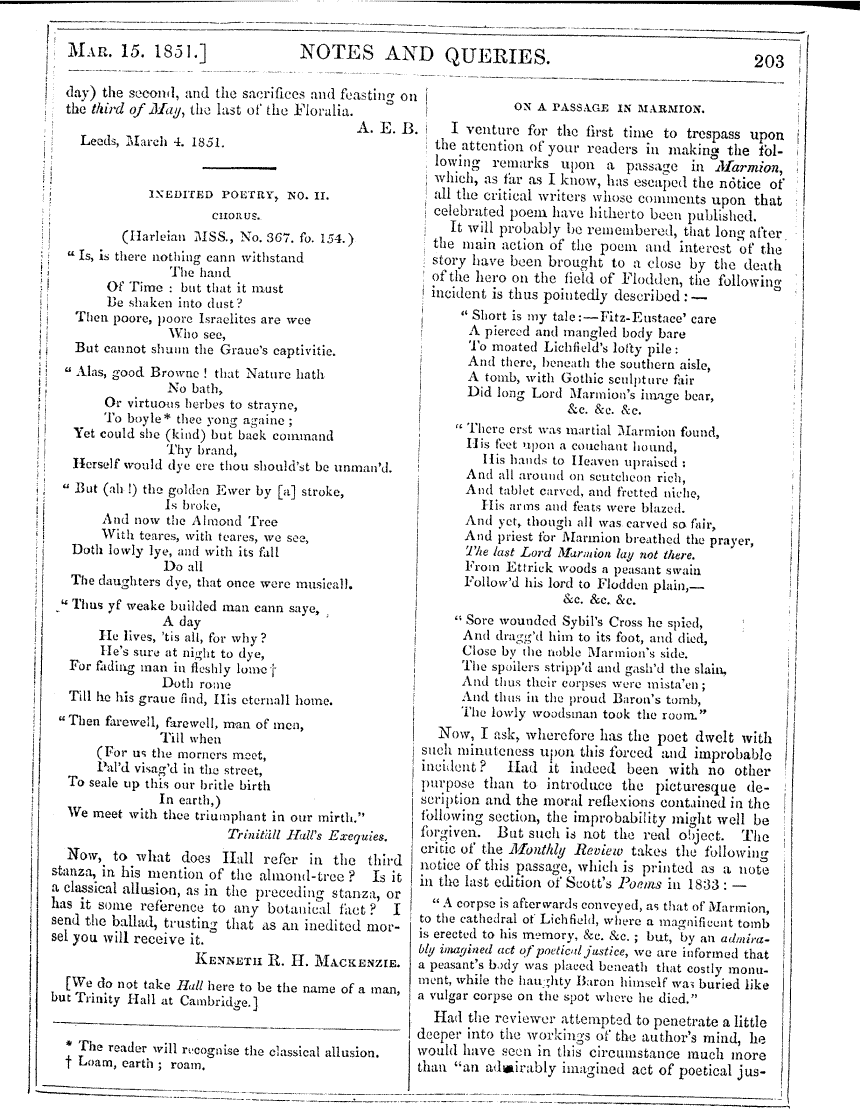 MAR. 15. 1851.] NOTES AND QUERIES. 203
day) the second, and the sacrifices and feasting on
the third of May, the last of the Floralia.
A. E. B.
Leeds, March 4. 1851.
INEDITED POETRY, NO. II.
CHORUS.
(Harleian MSS., No. 367. fo. 154.)
" Is, is there nothing cann withstand
The hand
Of Time : but that it must
Be shaken into dust?
Then poore, poore Israelites are wee
Who see,
But cannot shunn the Graue's captivitie.
" Alas, good Browne ! that Nature hath
No bath,
Or virtuous herbes to strayne,
To boyle* thee yong againe ;
Yet could she (kind) but back command
Thy brand,
Herself would dye ere thou should'st be unman'd.
" But (ah !) the golden Ewer by [a] stroke,
Is broke,
And now the Almond Tree
With teares, with teares, we see,
Doth lowly lye, and with its fall
Do all
The daughters dye, that once were musicall.
" Thus yf weake builded man cann saye,
A day
He lives, 'tis all, for why?
He's sure at night to dye,
For fading man in fleshly lome†
Doth rome
Till he his graue find, His eternall home.
" Then farewell, farewell, man of men,
Till when
(For us the morners meet,
Pal'd visag'd in the street,
To seale up this our britle birth
In earth,)
We meet with thee triumphant in our mirth."
Trinitäll Hall's Exequies.
Now, to what does Hall refer in the third
stanza, in his mention of the almond-tree? Is it
a classical allusion, as in the preceding stanza, or
has it some reference to any botanical fact? I
send the ballad, trusting that as an inedited mor-
sel you will receive it.
KENNETH R. H. MACKENZIE.
[We do not take Hall here to be the name of a man,
but Trinity Hall at Cambridge.]
* The reader will recognise the classical allusion.
† Loam, earth ; roam.
ON A PASSAGE IN MARMION.
I venture for the first time to trespass upon
the attention of your readers in making the fol-
lowing remarks upon a passage in Marmion,
which, as far as I know, has escaped the notice of
all the critical writers whose comments upon that
celebrated poem have hitherto been published.
It will probably be remembered, that long after
the main action of the poem and interest of the
story have been brought to a close by the death
of the hero on the field of Flodden, the following
incident is thus pointedly described : —
" Short is my tale :—Fitz-Eustace' care
A pierced and mangled body bare
To moated Lichfield's lofty pile :
And there, beneath the southern aisle,
A tomb, with Gothic sculpture fair
Did long Lord Marmion's image bear,
&c. &c. &c.
" There erst was martial Marmion found,
His feet upon a couchant hound,
His hands to Heaven upraised :
And all around on scutcheon rich,
And tablet carved, and fretted niche,
His arms and feats were blazed.
And yet, though all was carved so fair,
And priest for Marmion breathed the prayer,
The last Lord Marmion lay not there.
From Ettrick woods a peasant swain
Follow'd his lord to Flodden plain,—
&c. &c. &c.
" Sore wounded Sybil's Cross he spied,
And dragg'd him to its foot, and died,
Close by the noble Marmion's side.
The spoilers stripp'd and gash'd the slain,
And thus their corpses were mista'en ;
And thus in the proud Baron's tomb,
The lowly woodsman took the room."
Now, I ask, wherefore has the poet dwelt with
such minuteness upon this forced and improbable
incident? Had it indeed been with no other
purpose than to introduce the picturesque de-
scription and the moral reflexions contained in the
following section, the improbability might well be
forgiven. But such is not the real object. The
critic of the Monthly Review takes the following
notice of this passage, which is printed as a note
in the last edition of Scott's Poems in 1833 : —
" A corpse is afterwards conveyed, as that of Marmion,
to the cathedral of Lichfield, where a magnificent tomb
is erected to his memory, &c. &c. ; but, by an admira-
bly imagined act of poetical justice, we are informed that
a peasant's body was placed beneath that costly monu-
ment, while the haughty Baron himself was buried like
a vulgar corpse on the spot where he died."
Had the reviewer attempted to penetrate a little
deeper into the workings of the author's mind, he
would have seen in this circumstance much more
than "an admirably imagined act of poetical jus-